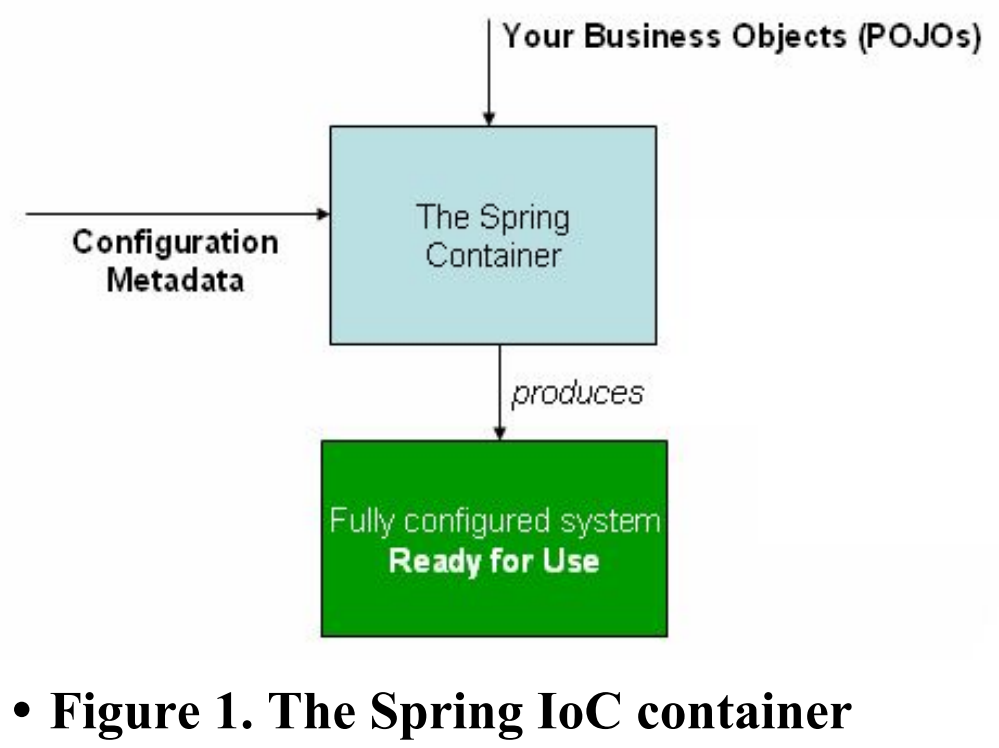 Your Business Objects (POJOs)
The Spring
Container
Configuration
Metadata
produces
Fully configured system
Ready for Use
• Figure 1. The Spring IoC container